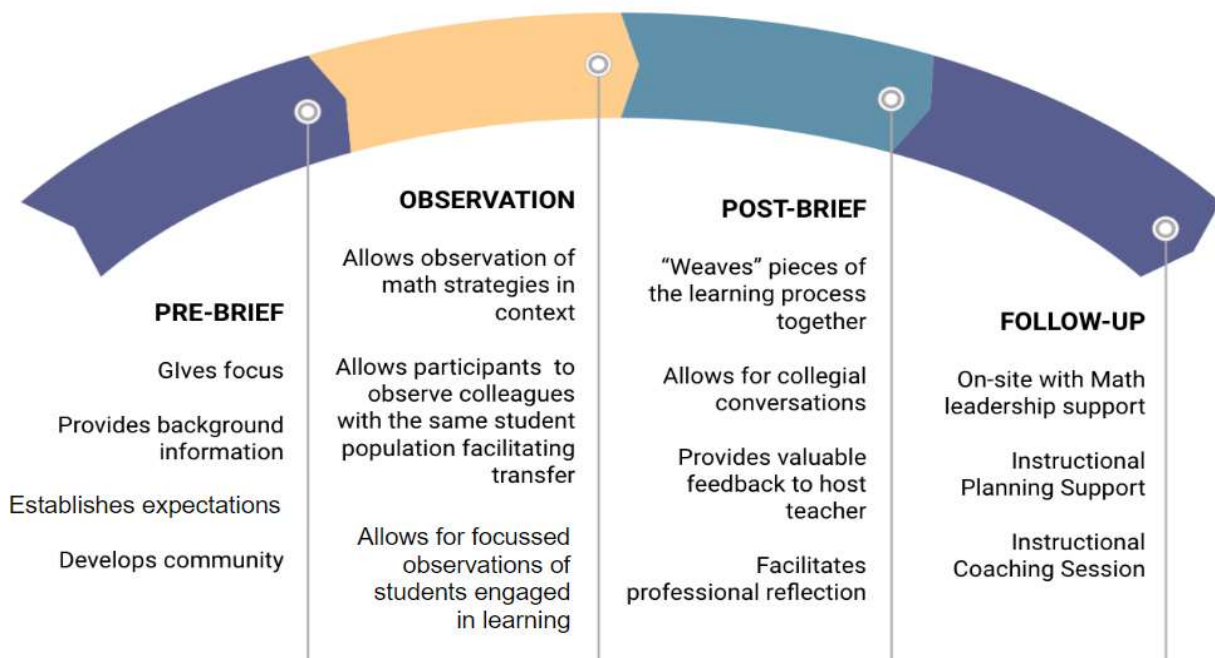 PRE-BRIEF
GIves focus
Provides background
information
Establishes expectations
Develops community
OBSERVATION
Allows observation of
math strategies in
context
Allows participants to
observe colleagues
with the same student
population facilitating
transfer
Allows for focussed
observations of
students engaged
in learning
POST-BRIEF
“Weaves” pieces of
the learning process
together
Allows for collegial
conversations
Provides valuable
feedback to host
teacher
Facilitates
professional reflection
FOLLOW-UP
On-site with Math
leadership support
Instructional
Planning Support
Instructional
Coaching Session